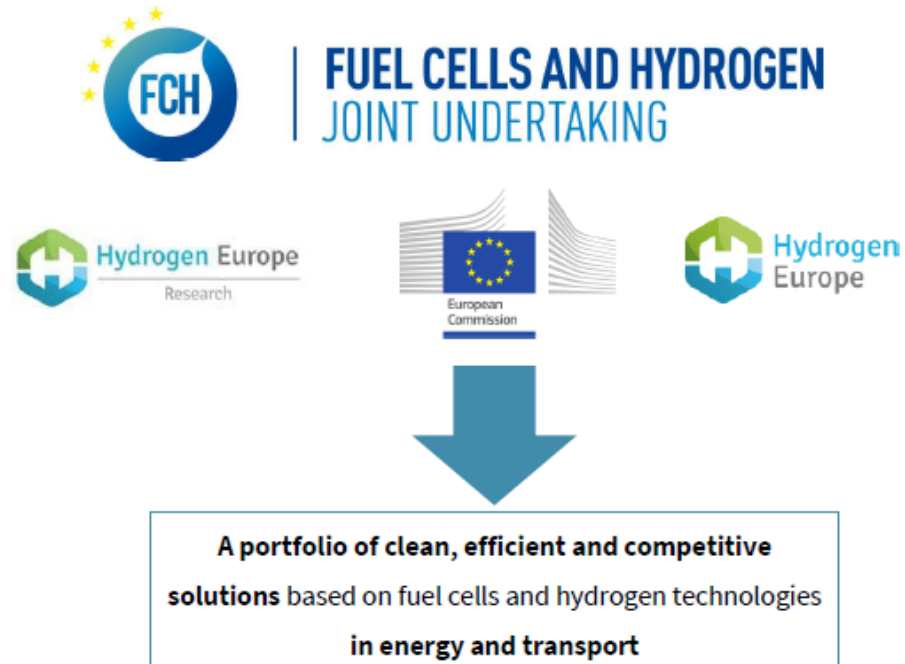 FCH
FUEL CELLS AND HYDROGEN
JOINT UNDERTAKING
Hydrogen Europe
Research
European
Commission
Hydrogen
Europe
A portfolio of clean, efficient and competitive
solutions based on fuel cells and hydrogen technologies
in energy and transport